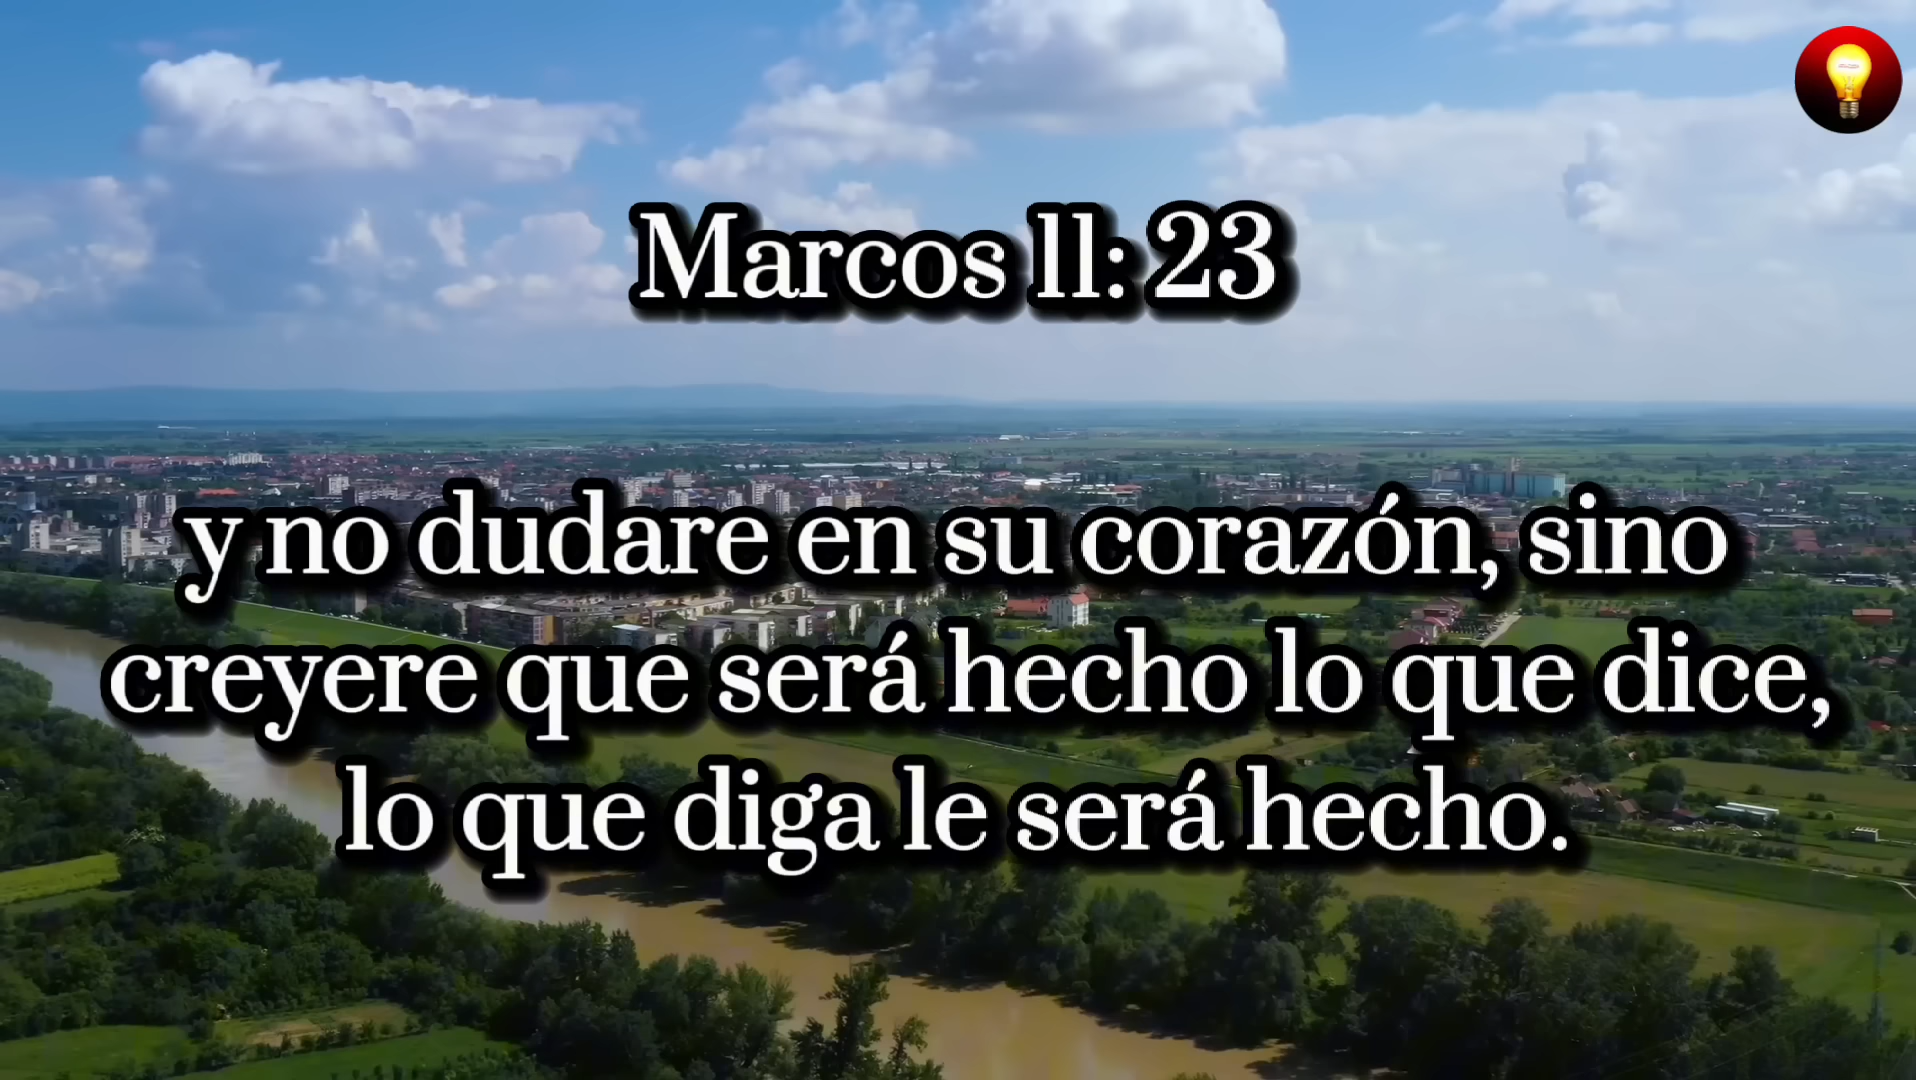 Marcos 11: 23
y no dudare en su corazón, sino
creyere que será hecho lo que dice,
lo que diga le será hecho.